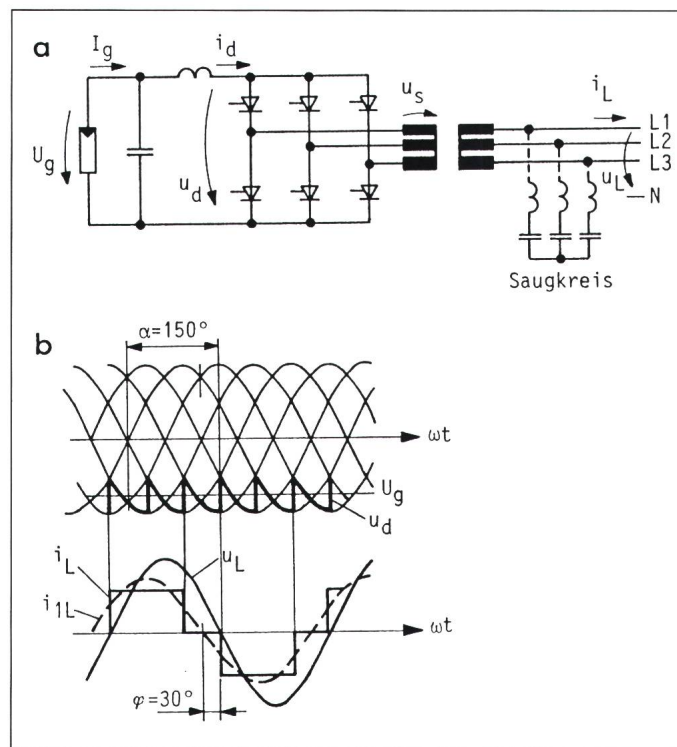 a
I_g
i_d
U_g
u_d
u_s
i_L
L1
L2
L3
u_L
N
Saugkreis
b
α=150°
ωt
U_g
u_d
i_L
u_L
i_1L
ωt
φ=30°